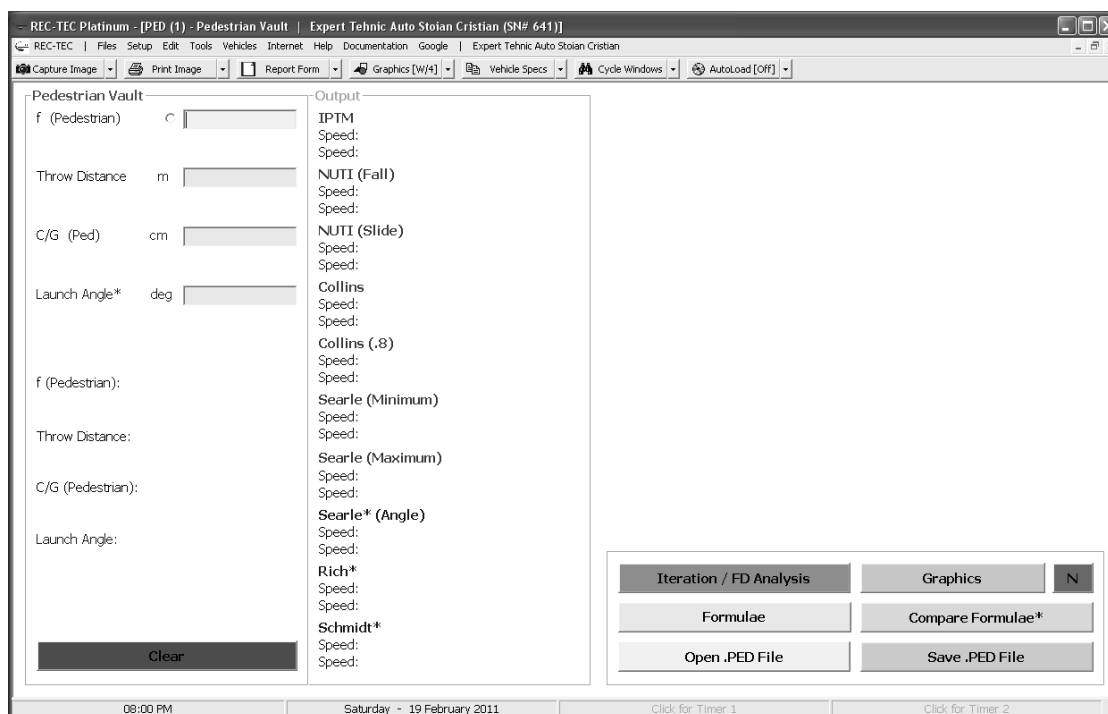 REC-TEC Platinum - [PED (1) - Pedestrian Vault | Expert Tehnic Auto Stoian Cristian (SN# 641)]
REC-TEC | Files Setup Edit Tools Vehicles Internet Help Documentation Google | Expert Tehnic Auto Stoian Cristian
Capture Image Print Image Report Form Graphics [W/4] Vehicle Specs Cycle Windows AutoLoad [Off]
Pedestrian Vault
f (Pedestrian)
Throw Distance m
C/G (Ped) cm
Launch Angle* deg
f (Pedestrian):
Throw Distance:
C/G (Pedestrian):
Launch Angle:
Clear
Output
IPTM
Speed:
Speed:
NUTI (Fall)
Speed:
Speed:
NUTI (Slide)
Speed:
Speed:
Collins
Speed:
Speed:
Collins (.8)
Speed:
Speed:
Searle (Minimum)
Speed:
Speed:
Searle (Maximum)
Speed:
Speed:
Searle* (Angle)
Speed:
Speed:
Rich*
Speed:
Speed:
Schmidt*
Speed:
Speed:
Iteration / FD Analysis Graphics N
Formulae Compare Formulae*
Open .PED File Save .PED File
08:00 PM Saturday - 19 February 2011 Click for Timer 1 Click for Timer 2